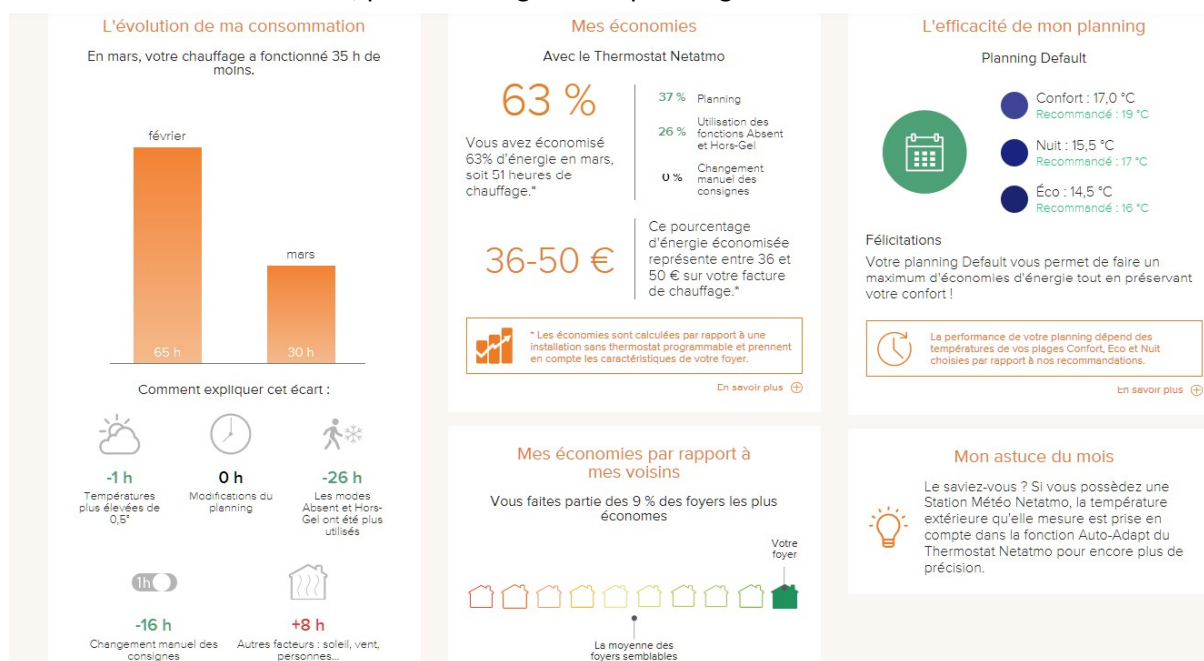 L'évolution de ma consommation
En mars, votre chauffage a fonctionné 35 h de
moins.
février
mars
65 h
30 h
Comment expliquer cet écart :
-1 h
Températures
plus élevées de
0,5°
0 h
Modifications du
planning
-26 h
Les modes
Absent et Hors-
Gel ont été plus
utilisés
1h
-16 h
Changement manuel des
consignes
+8 h
Autres facteurs : soleil, vent,
personnes...
Mes économies
Avec le Thermostat Netatmo
63 %
Vous avez économisé
63% d'énergie en mars,
soit 51 heures de
chauffage.*
37 % Planning
26 %
Utilisation des
fonctions Absent
et Hors-Gel
0 %
Changement
manuel des
consignes
36-50 €
Ce pourcentage
d'énergie économisée
représente entre 36 et
50 € sur votre facture
de chauffage.*
* Les économies sont calculées par rapport à une
installation sans thermostat programmable et prennent
en compte les caractéristiques de votre foyer.
En savoir plus
Mes économies par rapport à
mes voisins
Vous faites partie des 9 % des foyers les plus
économes
Votre
foyer
La moyenne des
foyers semblables
L'efficacité de mon planning
Planning Default
Confort : 17,0 °C
Recommandé : 19 °C
Nuit : 15,5 °C
Recommandé : 17 °C
Éco : 14,5 °C
Recommandé : 16 °C
Félicitations
Votre planning Default vous permet de faire un
maximum d'économies d'énergie tout en préservant
votre confort !
La performance de votre planning dépend des
températures de vos plages Confort, Eco et Nuit
choisies par rapport à nos recommandations.
En savoir plus
Mon astuce du mois
Le saviez-vous ? Si vous possédez une
Station Météo Netatmo, la température
extérieure qu'elle mesure est prise en
compte dans la fonction Auto-Adapt du
Thermostat Netatmo pour encore plus de
précision.